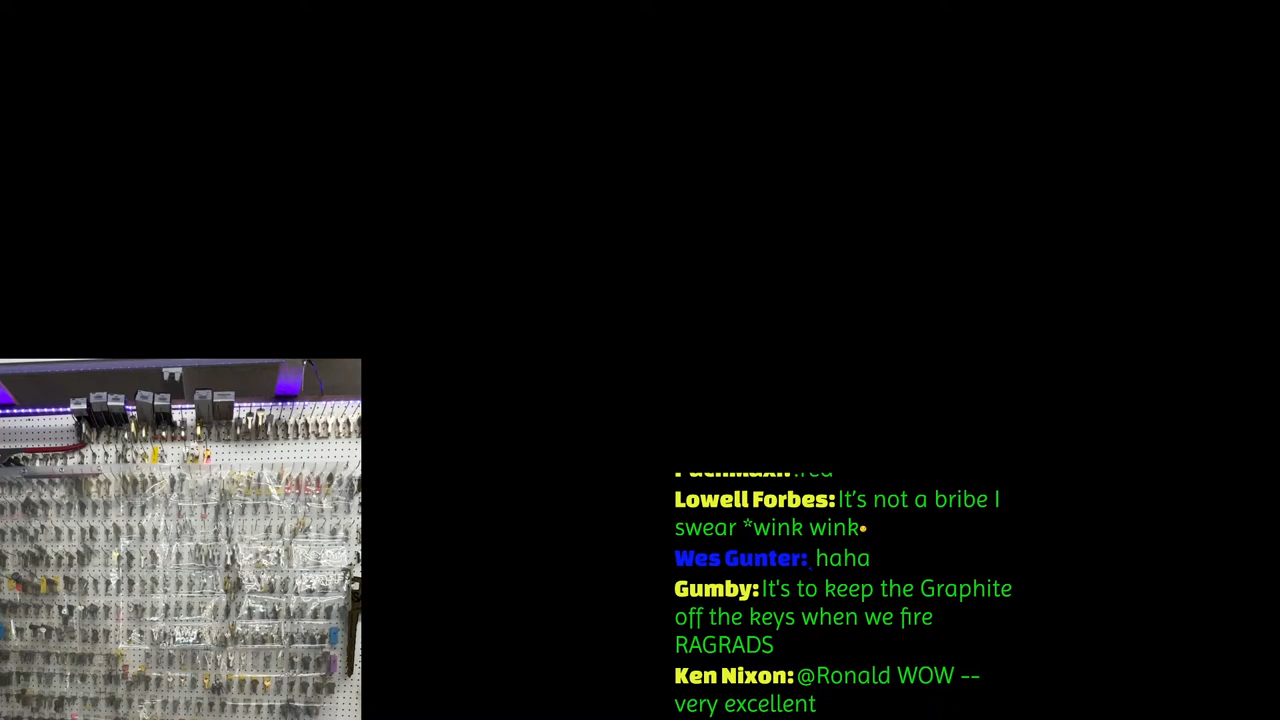 Lowell Forbes: It's not a bribe I
swear *wink wink
Wes Gunter: haha
Gumby: It's to keep the Graphite
off the keys when we fire
RAGRADS
Ken Nixon: @Ronald WOW --
very excellent